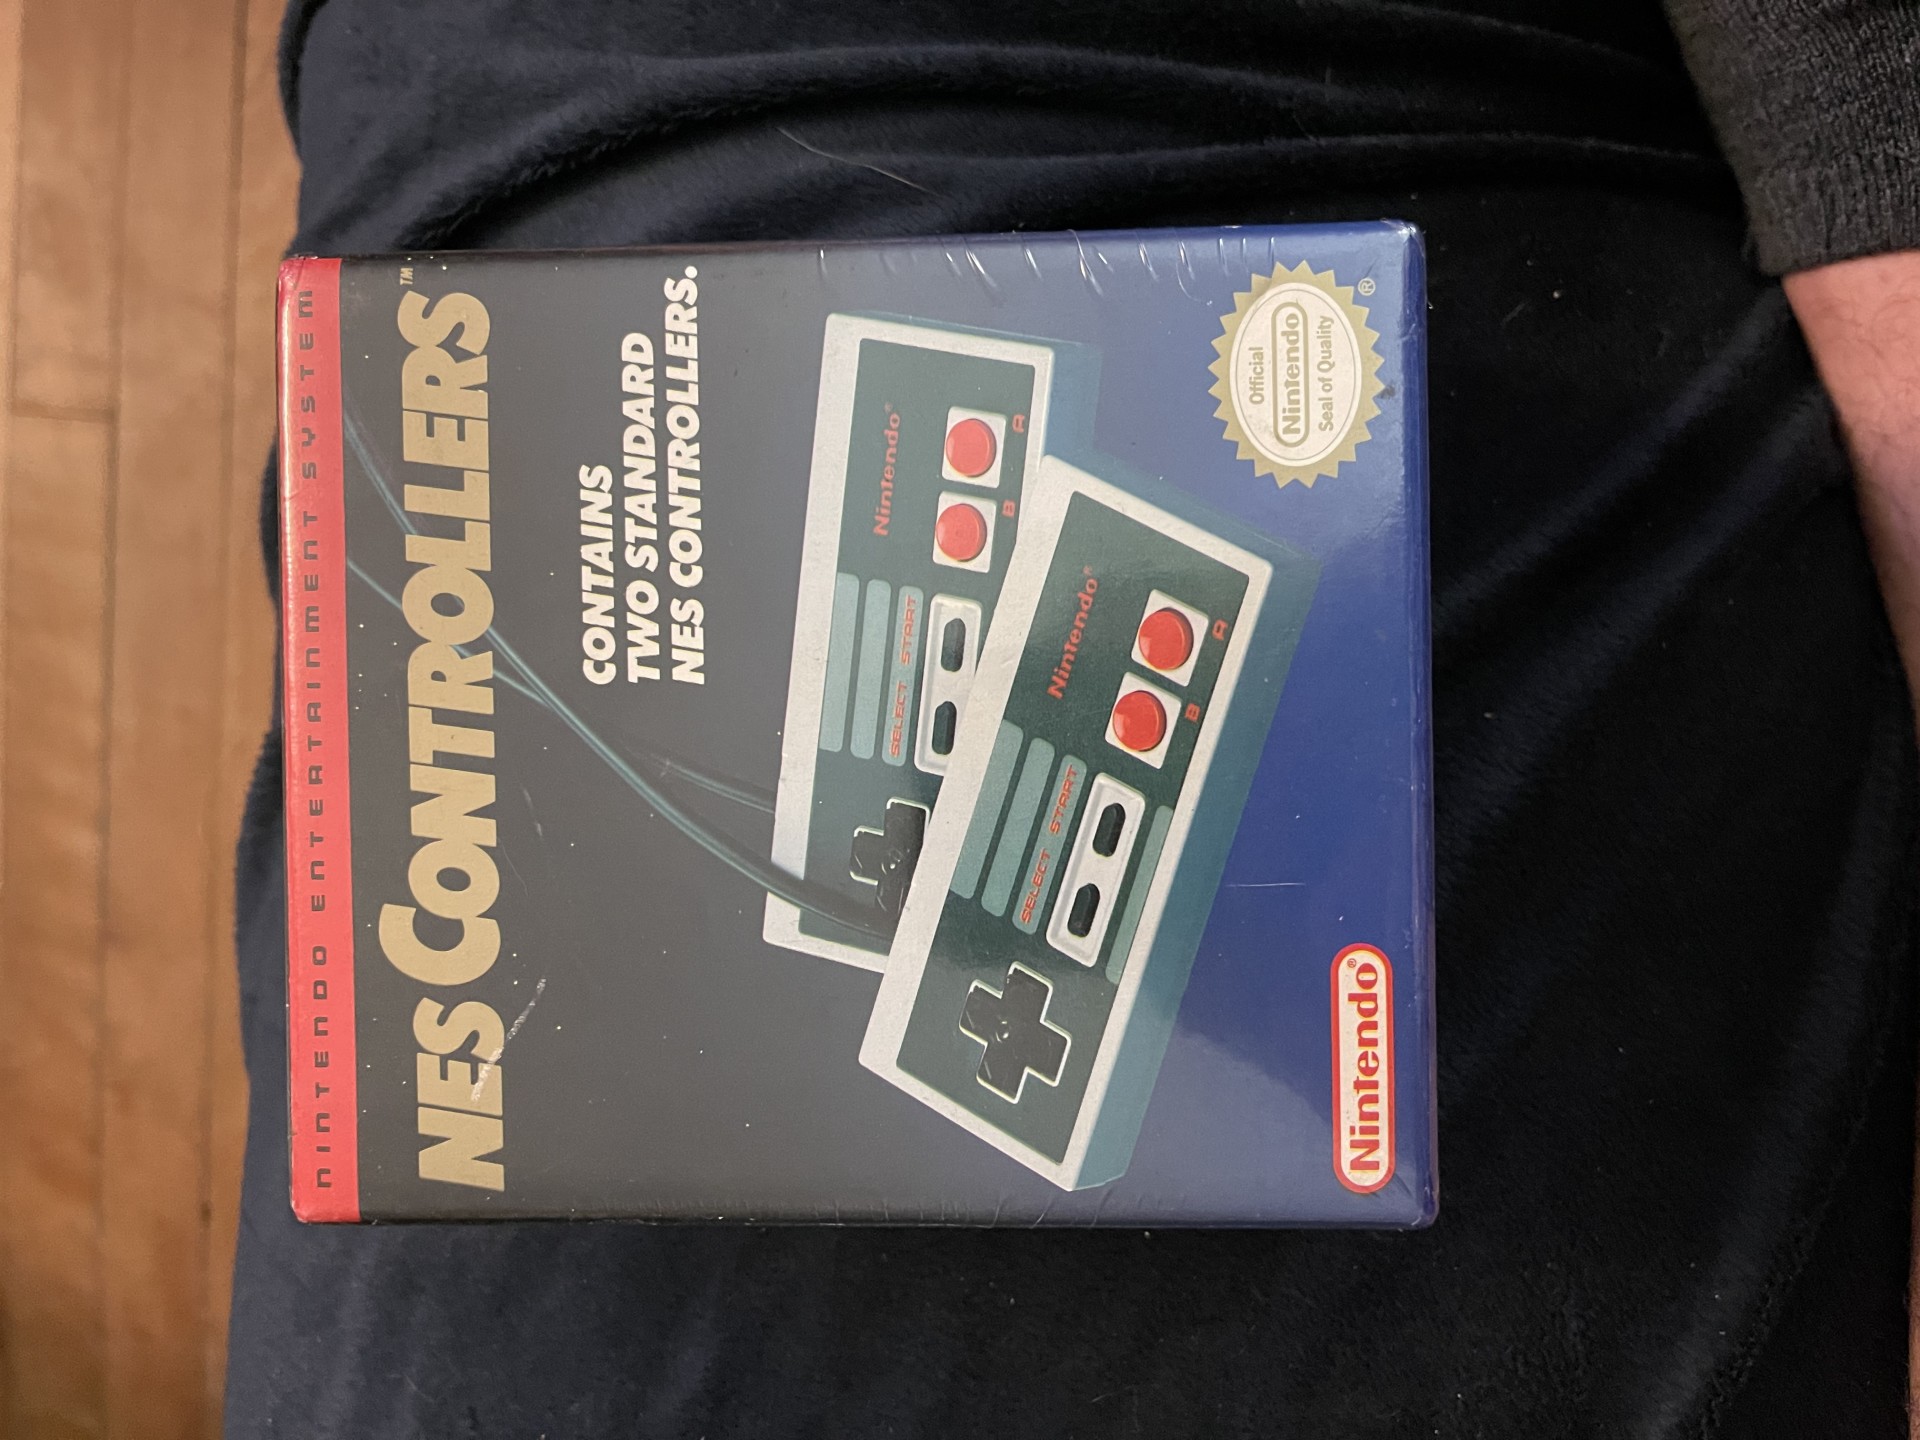 NINTENDO ENTERTAINMENT SYSTEM
NES CONTROLLERS™
CONTAINS
TWO STANDARD
NES CONTROLLERS.
Nintendo®
SELECT START
B A
Nintendo®
SELECT START
B A
Nintendo®
Official
Nintendo
Seal of Quality
®